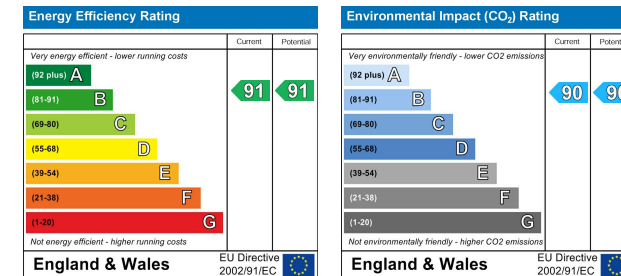 Energy Efficiency Rating
Current Potential
Very energy efficient - lower running costs
(92 plus) A
(81-91) B
91 91
(69-80) C
(55-68) D
(39-54) E
(21-38) F
(1-20) G
Not energy efficient - higher running costs
England & Wales
EU Directive
2002/91/EC
Environmental Impact (CO₂) Rating
Current Potent
Very environmentally friendly - lower CO2 emissions
(92 plus) A
(81-91) B
90 90
(69-80) C
(55-68) D
(39-54) E
(21-38) F
(1-20) G
Not environmentally friendly - higher CO2 emissions
England & Wales
EU Directive
2002/91/EC